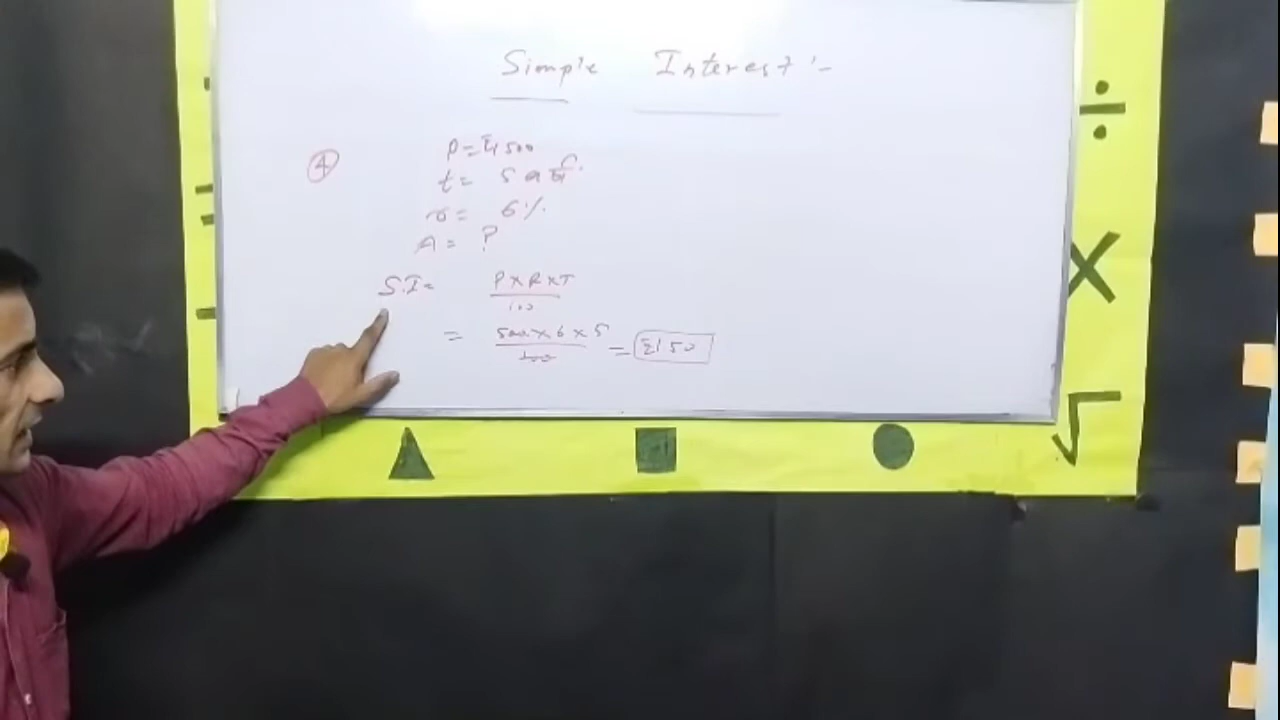 Simple Interest :-
④
P = ₹500
t = 5 वर्ष.
r = 6%
A = ?
S.I = P×R×T
100
= 500×6×5 = ₹150
100